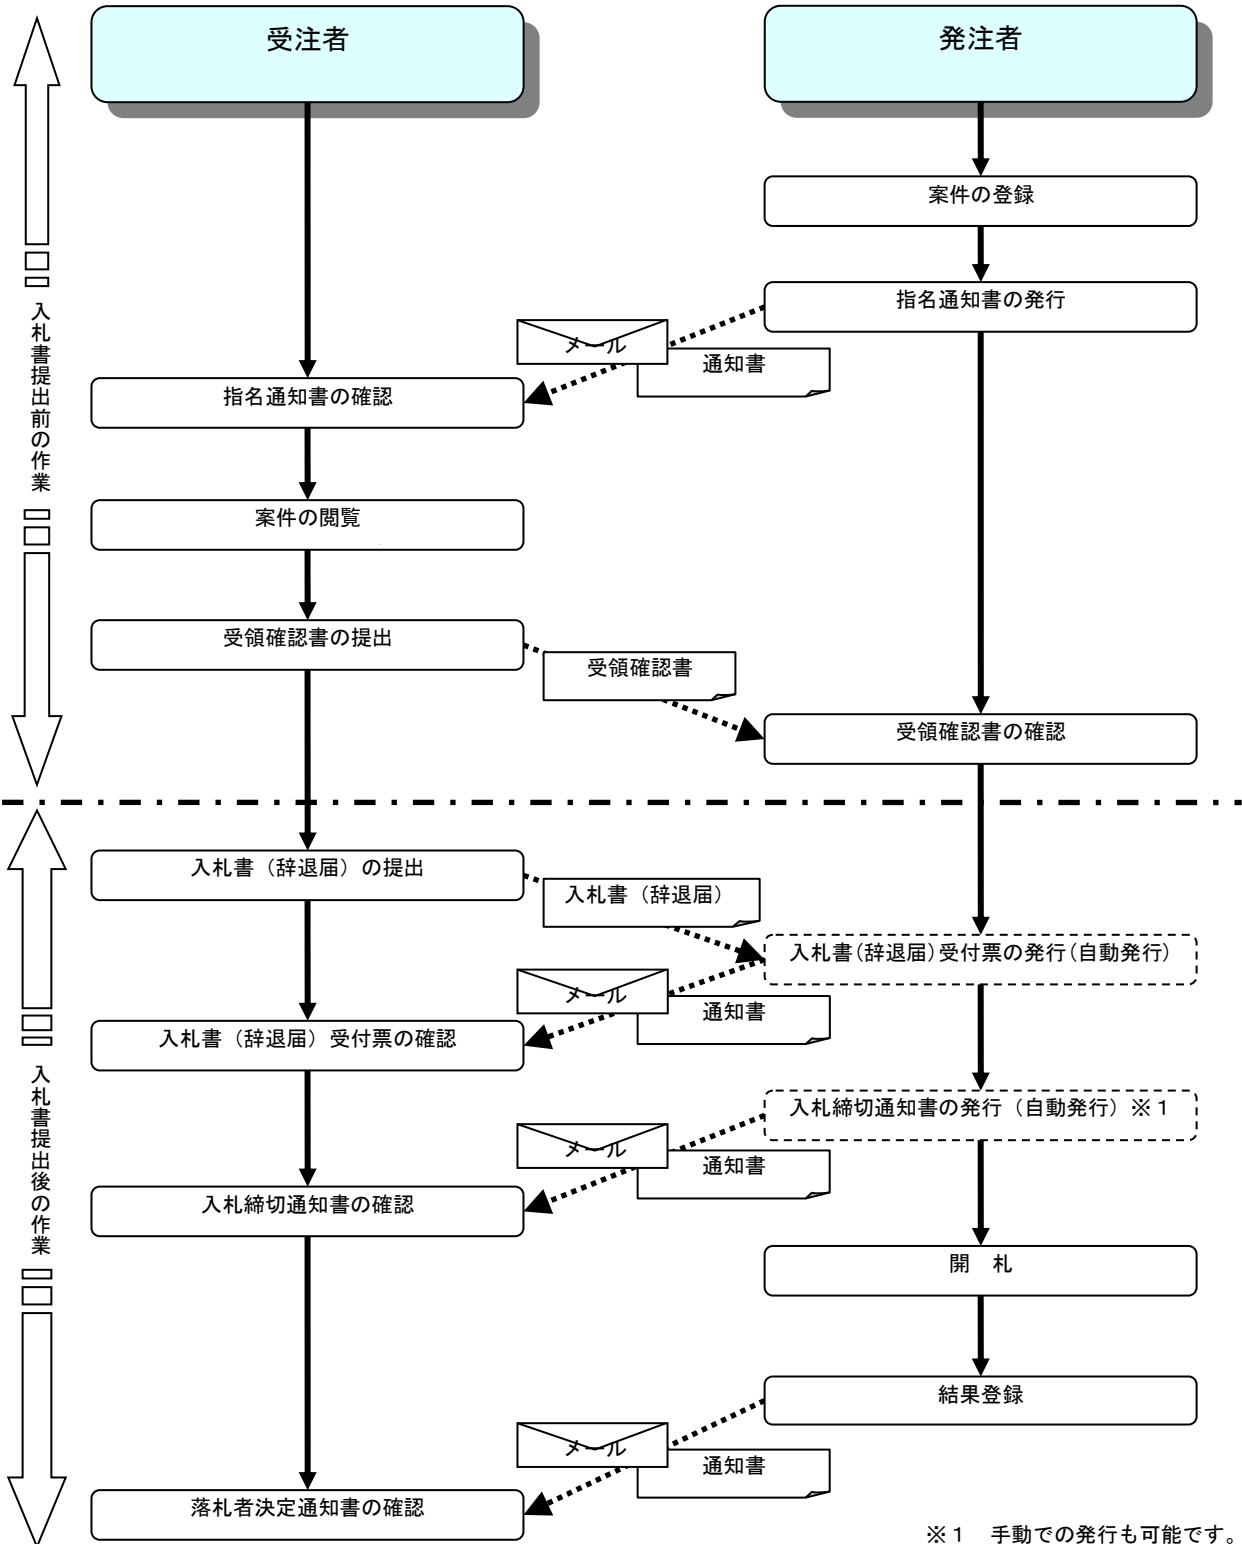 受注者
発注者
案件の登録
指名通知書の発行
メール
通知書
指名通知書の確認
入札書提出前の作業
案件の閲覧
受領確認書の提出
受領確認書
受領確認書の確認
入札書（辞退届）の提出
入札書（辞退届）
入札書(辞退届)受付票の発行(自動発行)
メール
通知書
入札書（辞退届）受付票の確認
入札書提出後の作業
入札締切通知書の発行（自動発行）※１
メール
通知書
入札締切通知書の確認
開　札
結果登録
メール
通知書
落札者決定通知書の確認
※１　手動での発行も可能です。